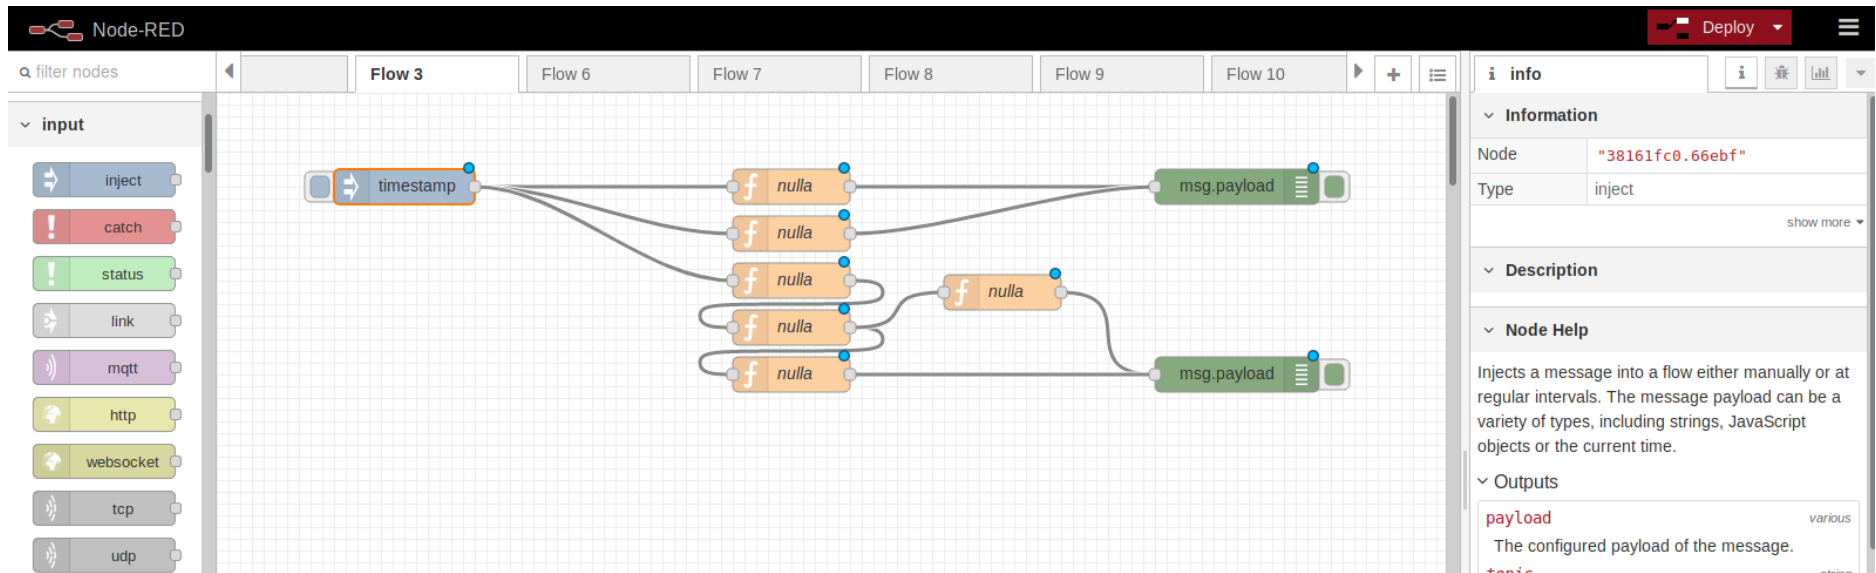 Node-RED
Deploy
filter nodes
Flow 3
Flow 6
Flow 7
Flow 8
Flow 9
Flow 10
i info
input
inject
catch
status
link
mqtt
http
websocket
tcp
udp
timestamp
nulla
nulla
nulla
nulla
nulla
nulla
msg.payload
msg.payload
Information
Node "38161fc0.66ebf"
Type inject
show more
Description
Node Help
Injects a message into a flow either manually or at
regular intervals. The message payload can be a
variety of types, including strings, JavaScript
objects or the current time.
Outputs
payload various
The configured payload of the message.
topic string